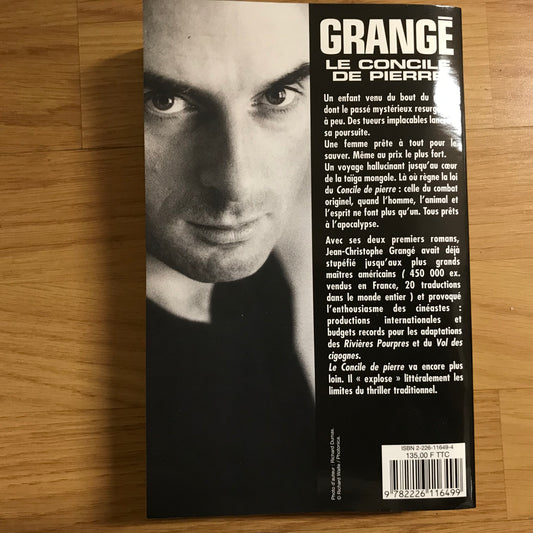 GRANGÉ
LE CONCILE
DE PIERRE
Un enfant venu du bout du
dont le passé mystérieux resurg
à peu. Des tueurs implacables lan
sa poursuite.
Une femme prête à tout pour le
sauver. Même au prix le plus fort.
Un voyage hallucinant jusqu'au cœur
de la taïga mongole. Là où règne la loi
du Concile de pierre : celle du combat
originel, quand l'homme, l'animal et
l'esprit ne font plus qu'un. Tous prêts
à l'apocalypse.
Avec ses deux premiers romans,
Jean-Christophe Grangé avait déjà
stupéfié jusqu'aux plus grands
maîtres américains ( 450 000 ex.
vendus en France, 20 traductions
dans le monde entier ) et provoqué
l'enthousiasme des cinéastes :
productions internationales et
budgets records pour les adaptations
des Rivières Pourpres et du Vol des
cigognes.
Le Concile de pierre va encore plus
loin. Il « explose » littéralement les
limites du thriller traditionnel.
Photo d'auteur : Richard Dumas.
© Richard Waite / Photonica.
ISBN 2-226-11649-4
135,00 F TTC
9 782226 116499